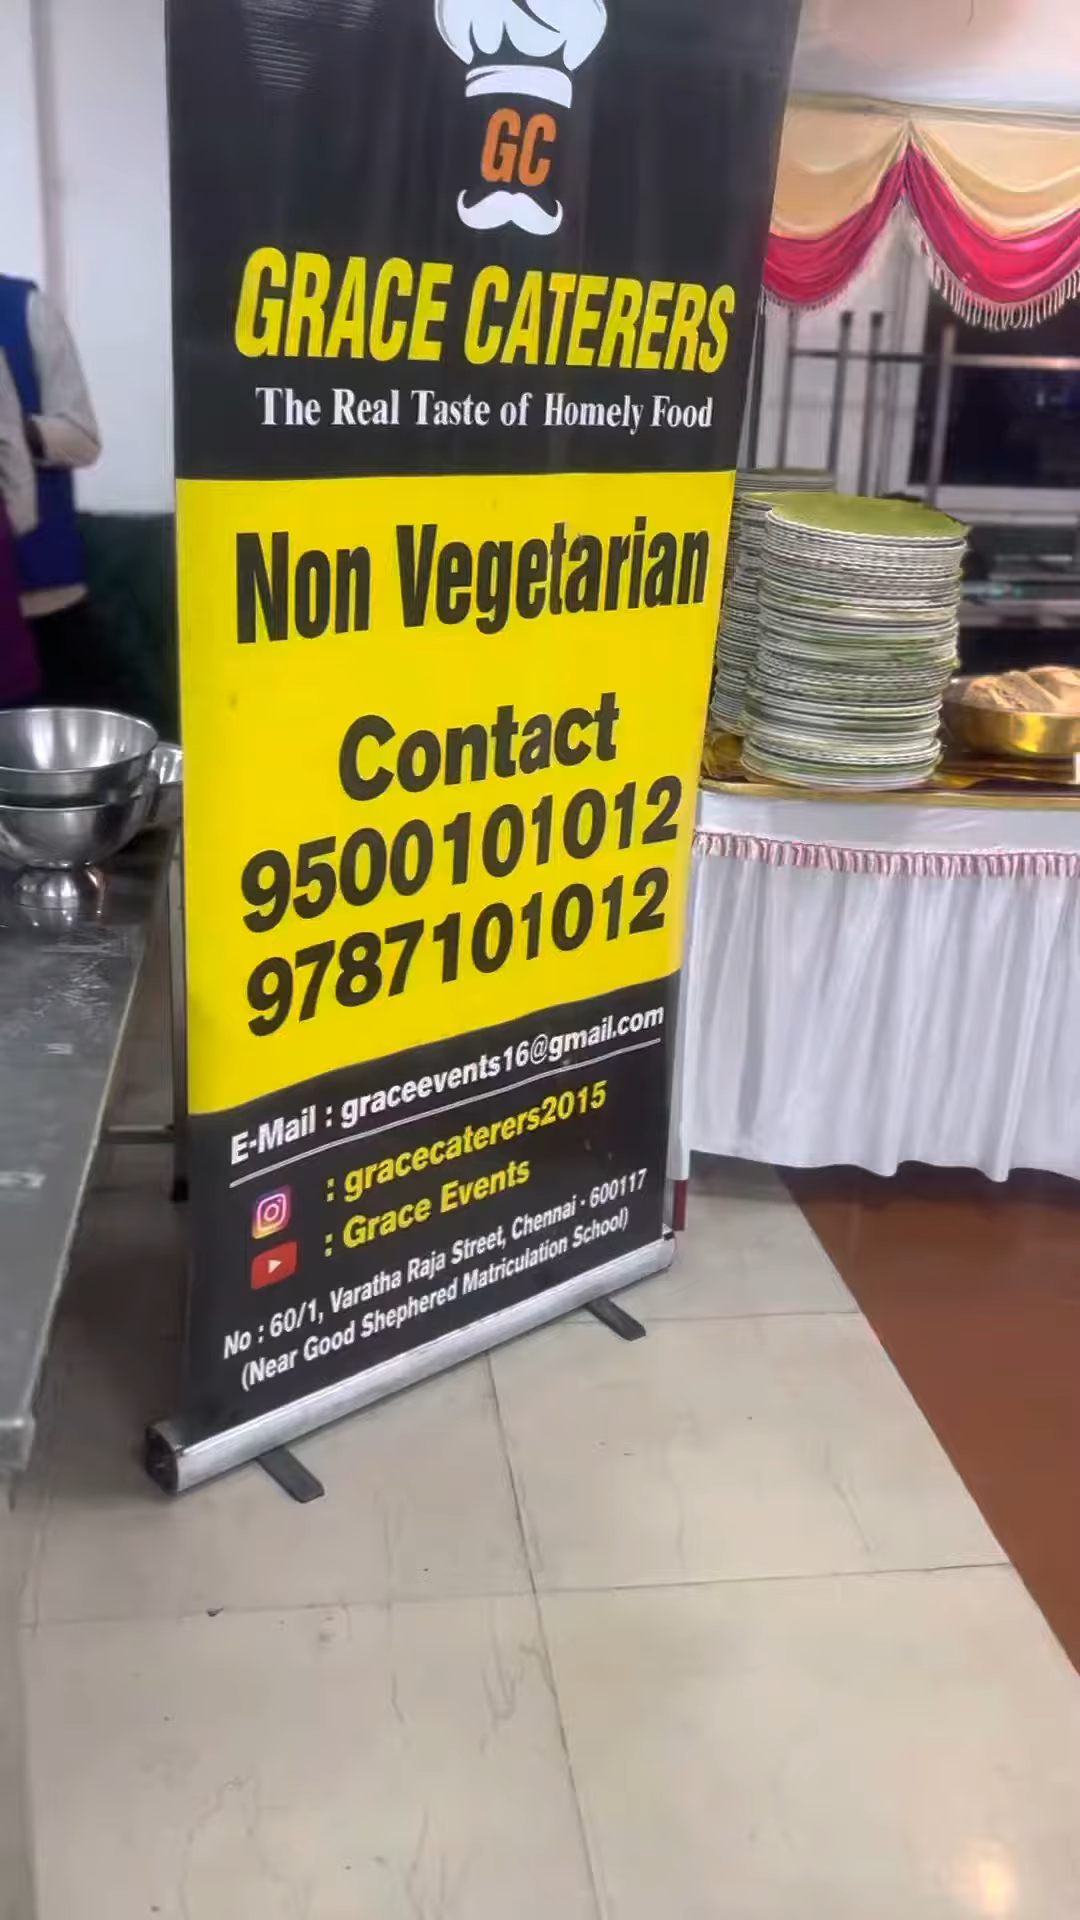 GC
GRACE CATERERS
The Real Taste of Homely Food
Non Vegetarian
Contact
9500101012
9787101012
E-Mail : graceevents16@gmail.com
: gracecaterers2015
: Grace Events
No : 60/1, Varatha Raja Street, Chennai - 600117
(Near Good Shephered Matriculation School)